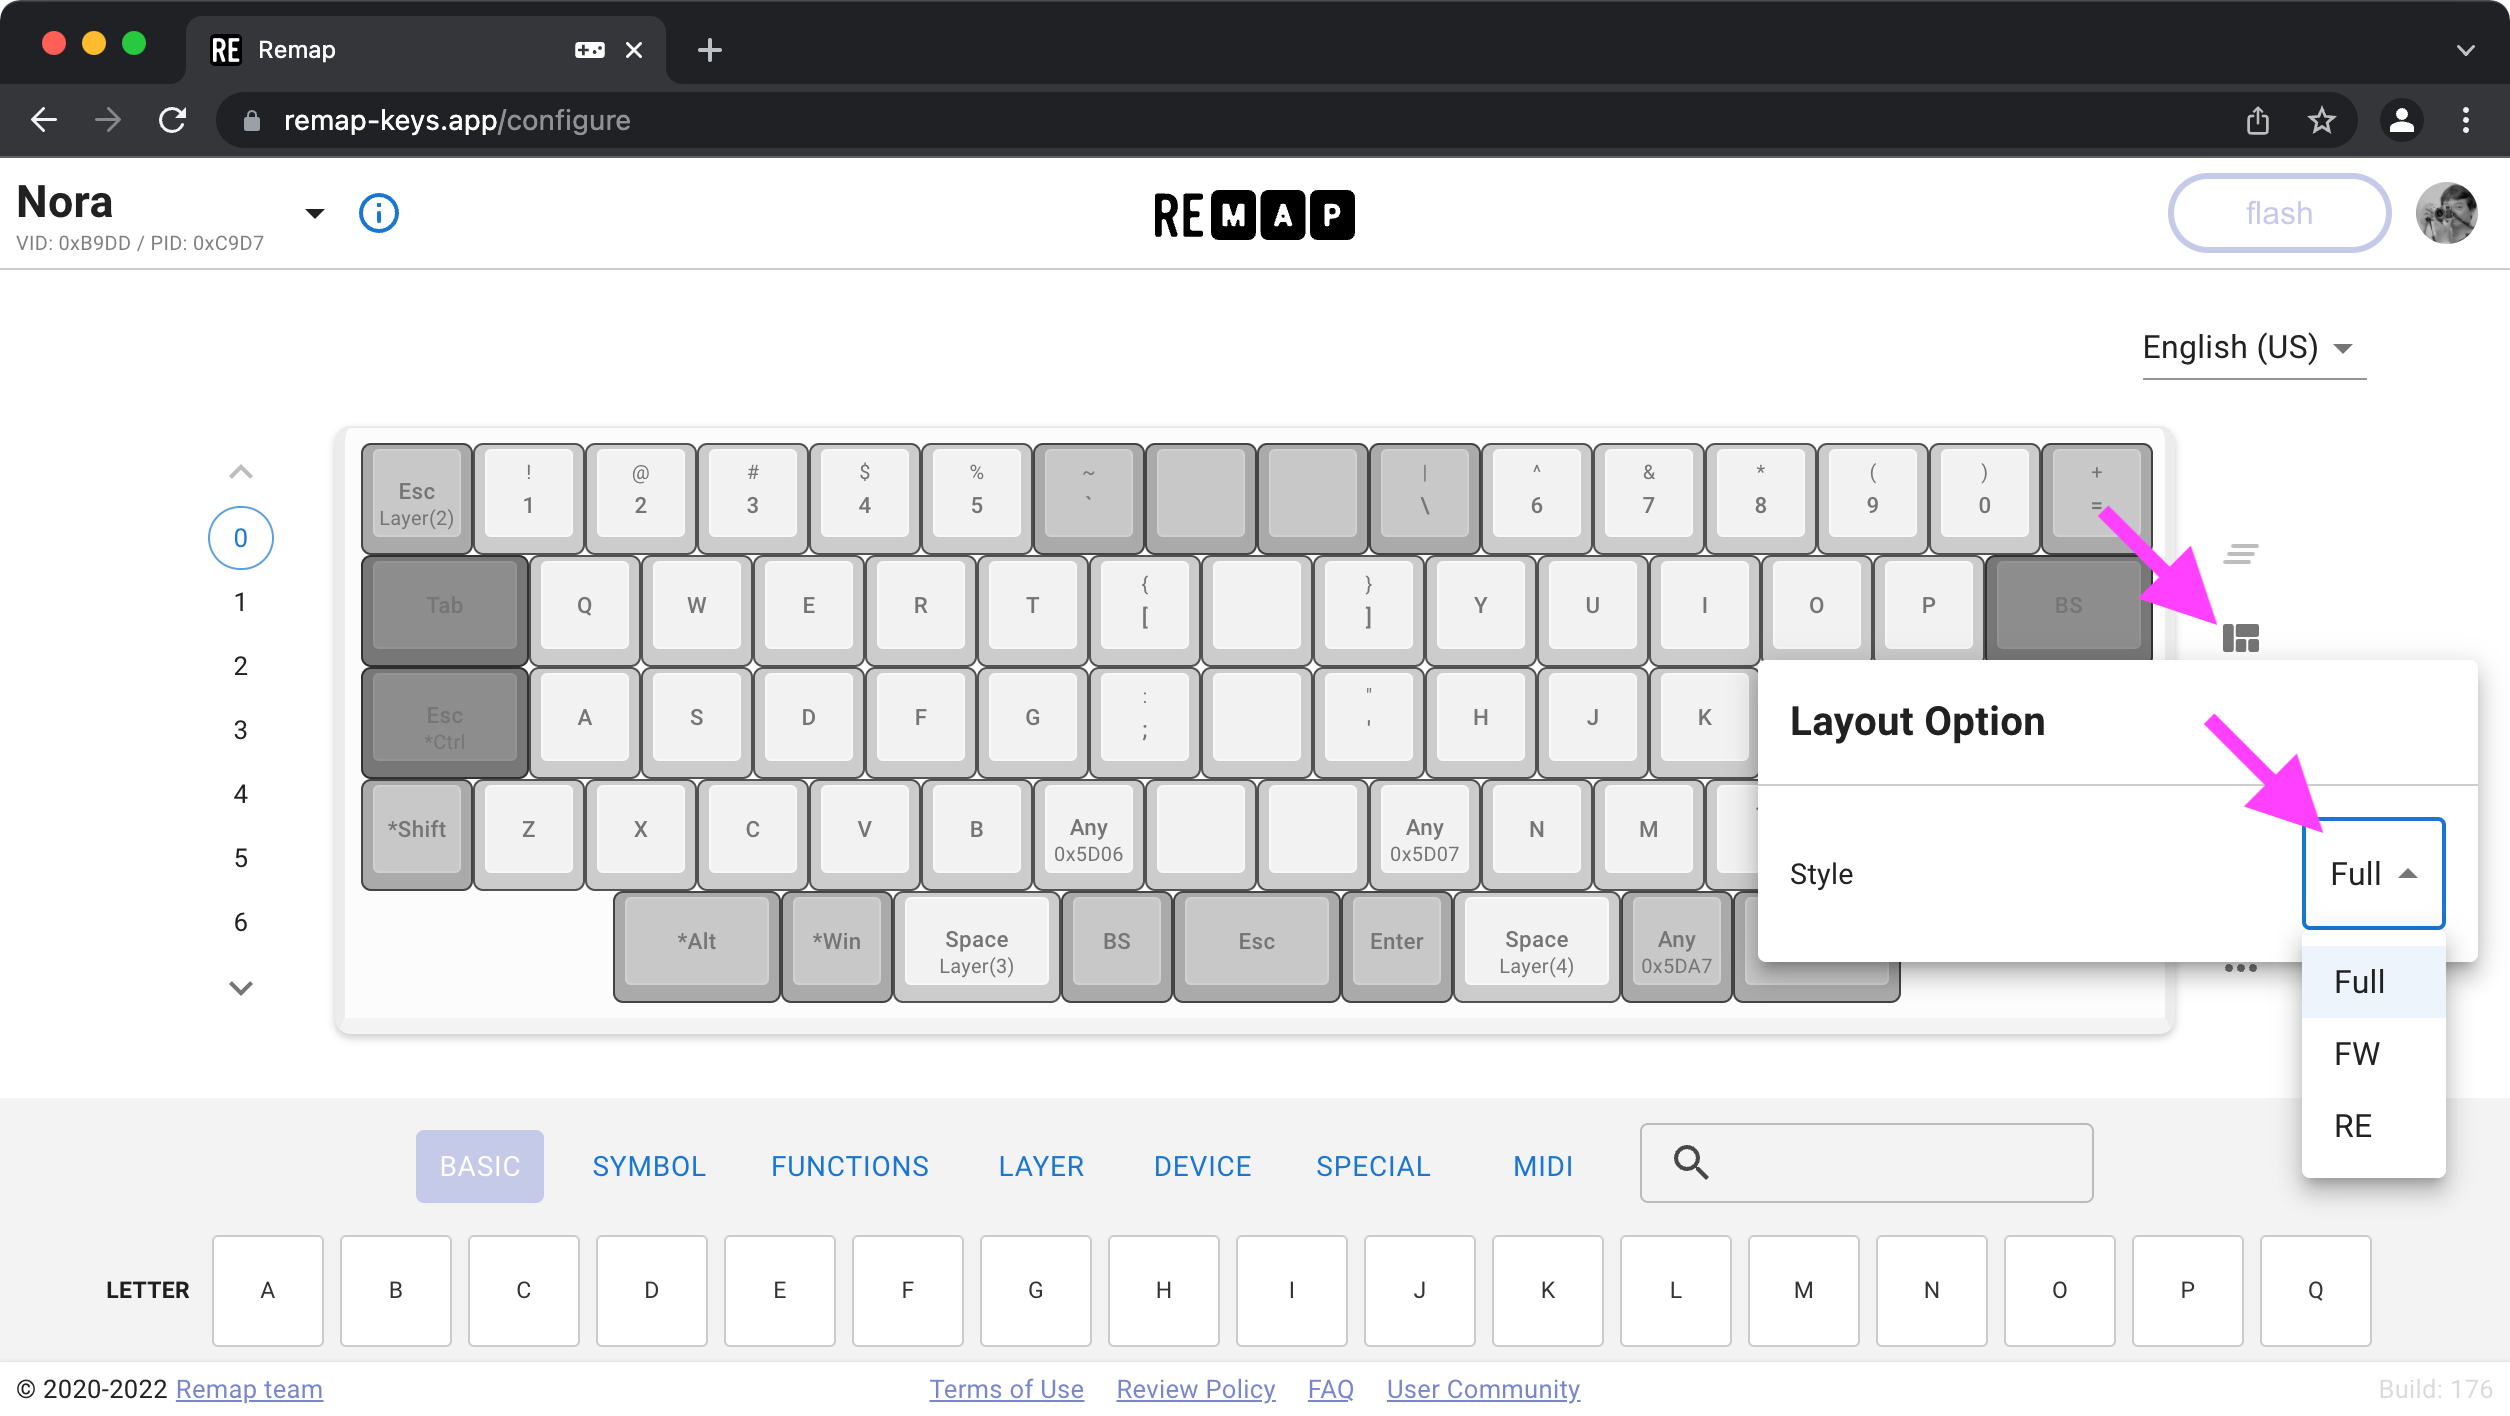 RE Remap
remap-keys.app/configure
Nora
VID: 0xB9DD / PID: 0xC9D7
REMAP
flash
English (US)
Esc
Layer(2)
!
1
@
2
#
3
$
4
%
5
~
`
|
\
^
6
&
7
*
8
(
9
)
0
+
=
Tab
Q
W
E
R
T
{
[
}
]
Y
U
I
O
P
BS
Esc
*Ctrl
A
S
D
F
G
:
;
"
'
H
J
K
*Shift
Z
X
C
V
B
Any
0x5D06
Any
0x5D07
N
M
*Alt
*Win
Space
Layer(3)
BS
Esc
Enter
Space
Layer(4)
Any
0x5DA7
0
1
2
3
4
5
6
Layout Option
Style
Full
Full
FW
RE
BASIC
SYMBOL
FUNCTIONS
LAYER
DEVICE
SPECIAL
MIDI
LETTER
A
B
C
D
E
F
G
H
I
J
K
L
M
N
O
P
Q
© 2020-2022 Remap team
Terms of Use
Review Policy
FAQ
User Community
Build: 176